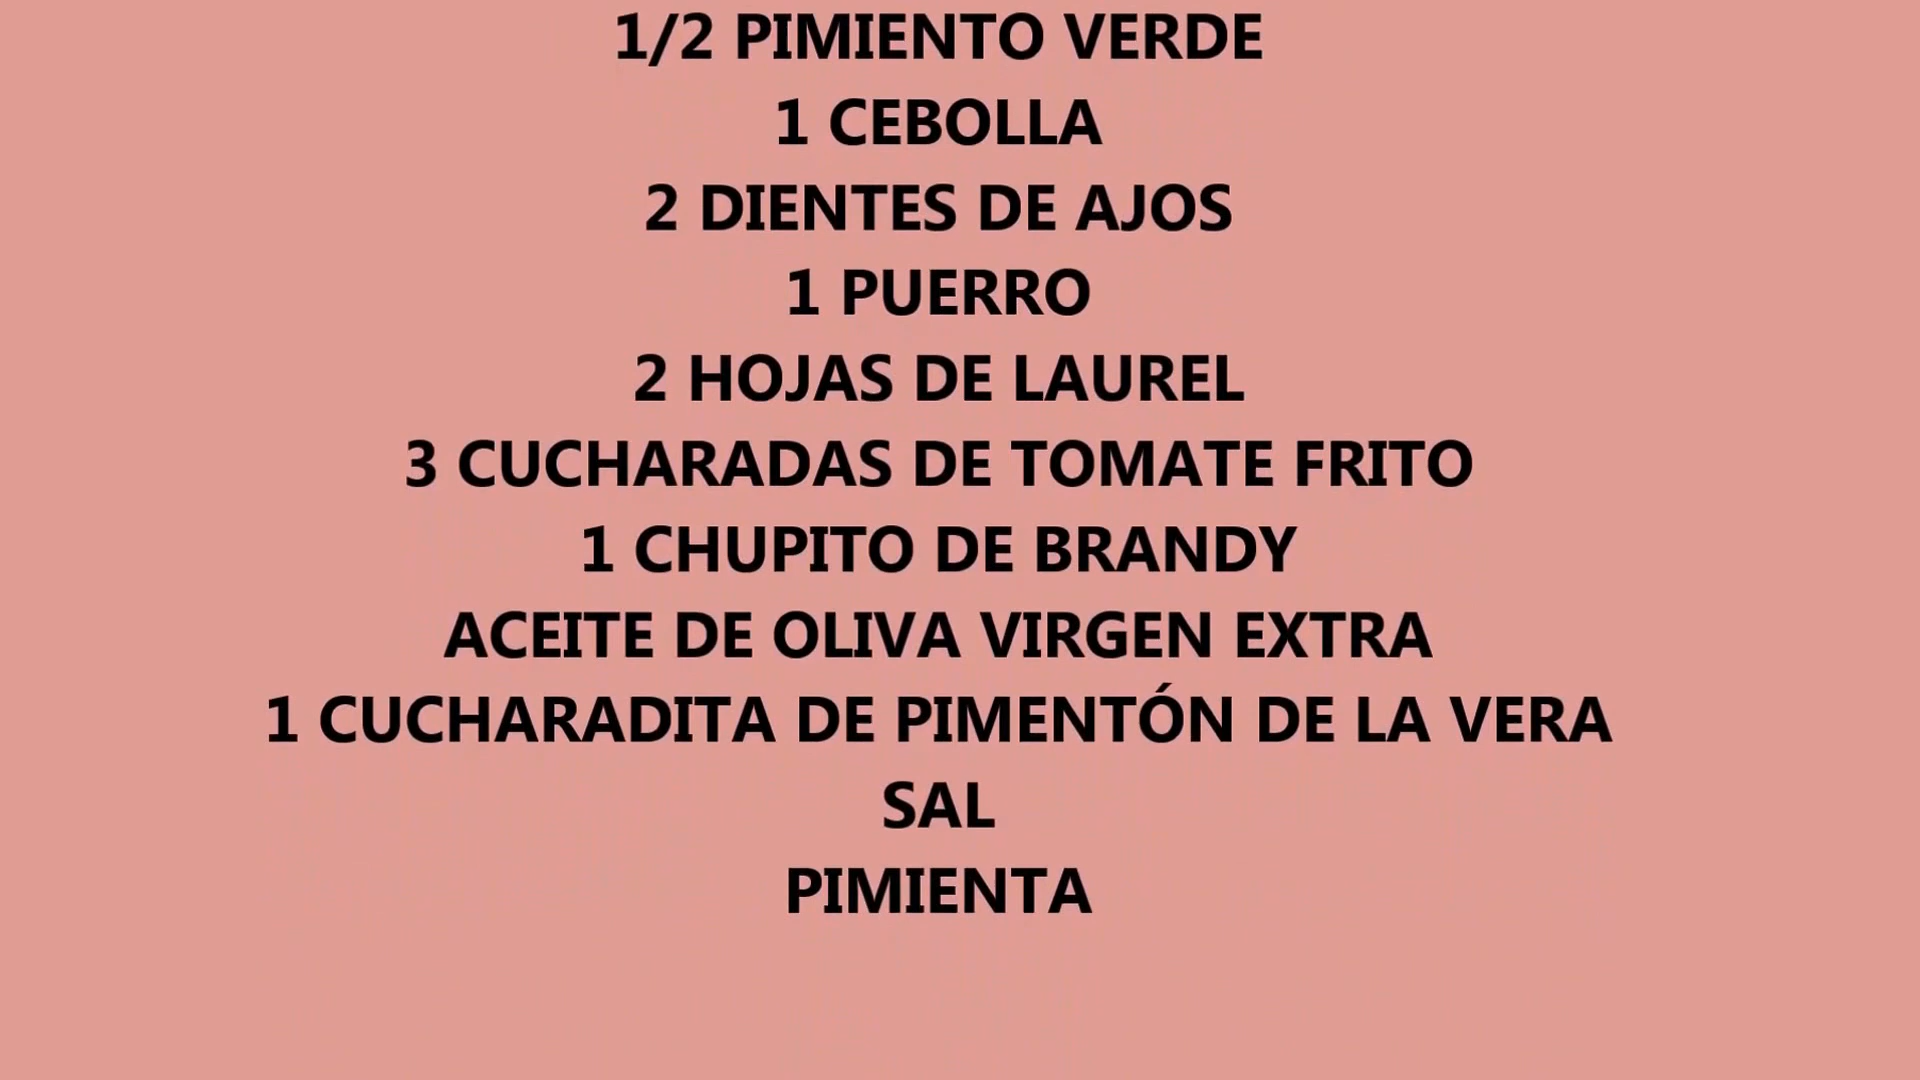 1/2 PIMIENTO VERDE
1 CEBOLLA
2 DIENTES DE AJOS
1 PUERRO
2 HOJAS DE LAUREL
3 CUCHARADAS DE TOMATE FRITO
1 CHUPITO DE BRANDY
ACEITE DE OLIVA VIRGEN EXTRA
1 CUCHARADITA DE PIMENTÓN DE LA VERA
SAL
PIMIENTA